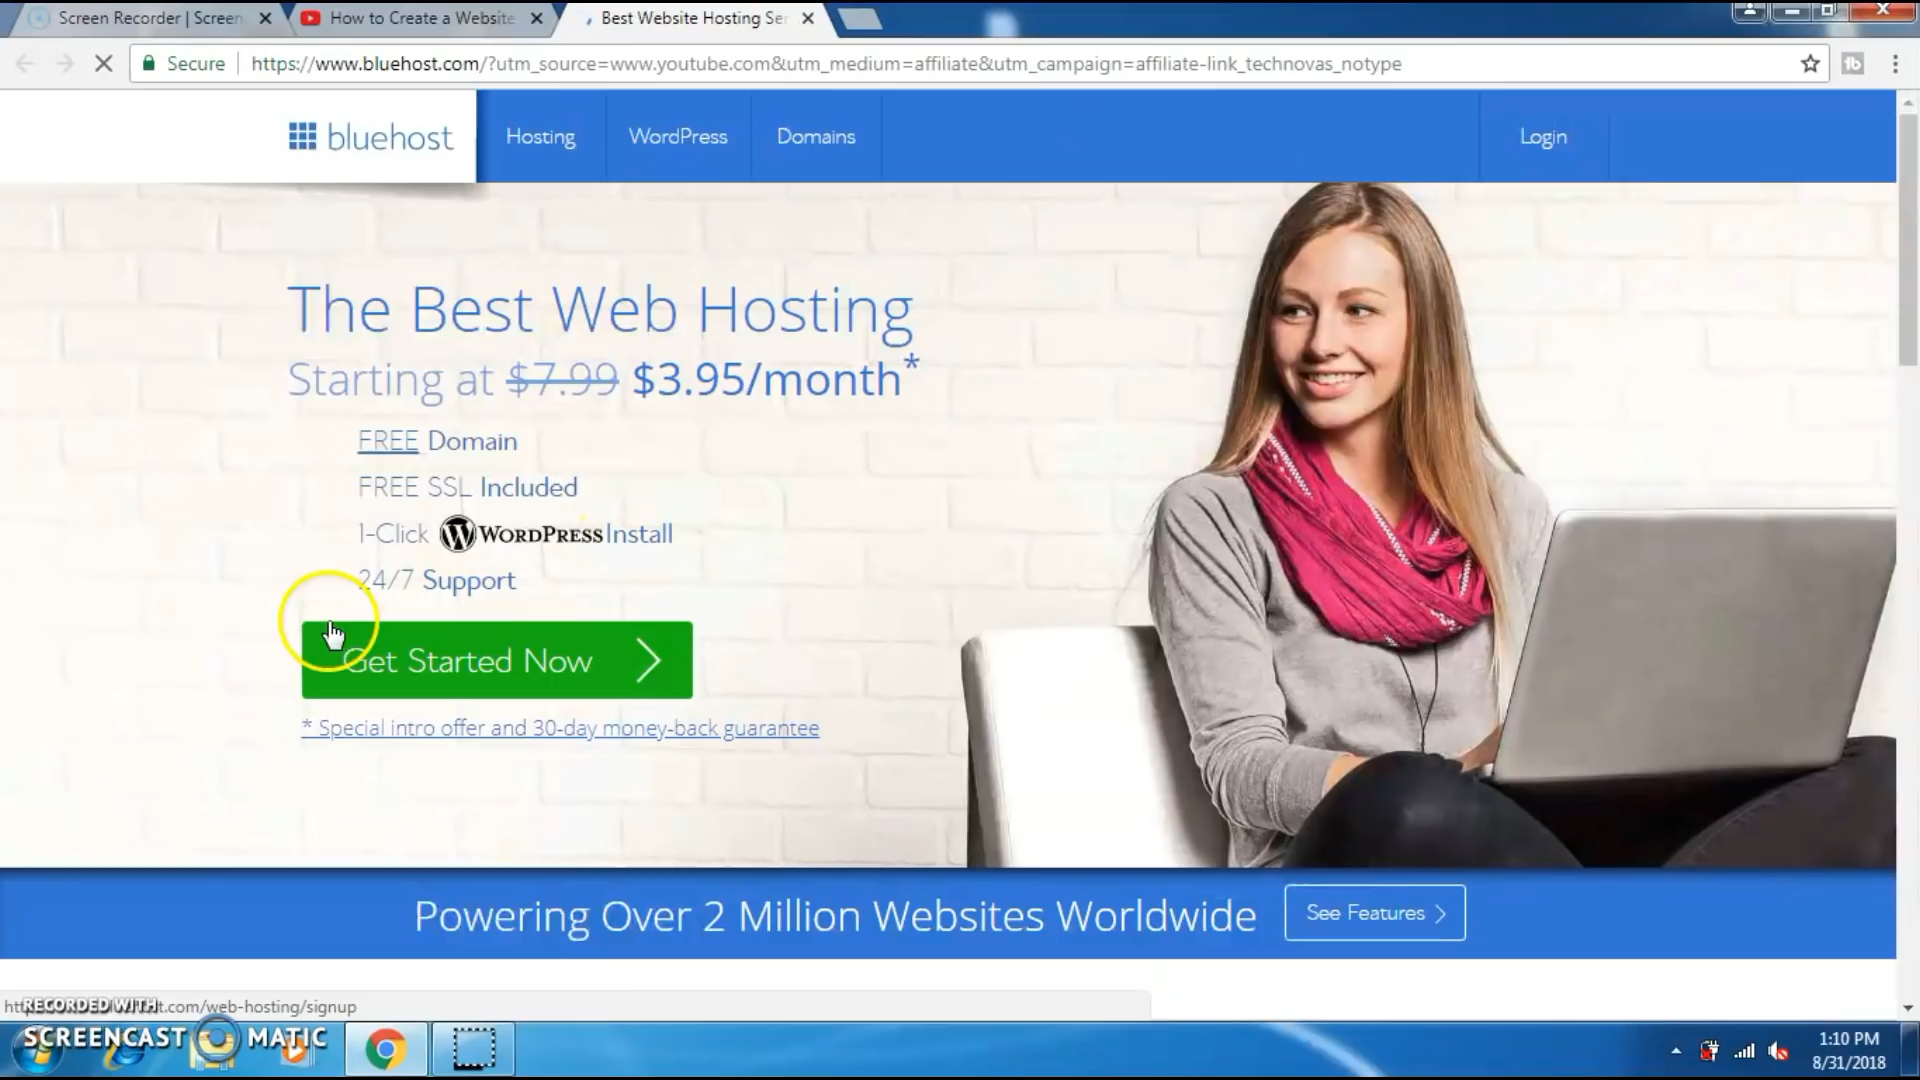 Screen Recorder | Screen
How to Create a Website
Best Website Hosting Ser
Secure
https://www.bluehost.com/?utm_source=www.youtube.com&utm_medium=affiliate&utm_campaign=affiliate-link_technovas_notype
bluehost
Hosting
WordPress
Domains
Login
The Best Web Hosting
Starting at $7.99 $3.95/month*
FREE Domain
FREE SSL Included
1-Click WORDPRESS Install
24/7 Support
Get Started Now
* Special intro offer and 30-day money-back guarantee
Powering Over 2 Million Websites Worldwide
See Features
t.com/web-hosting/signup
RECORDED WITH
SCREENCAST MATIC
1:10 PM
8/31/2018